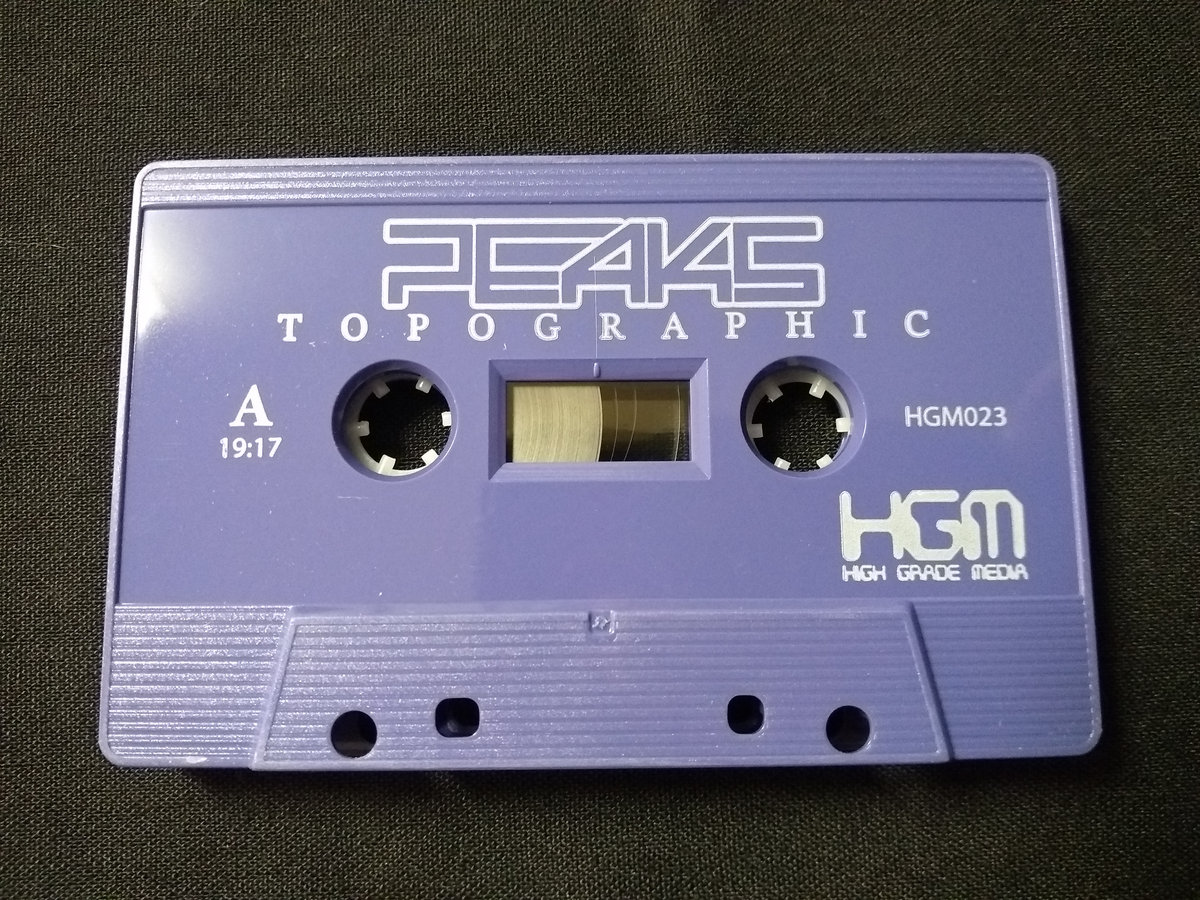 PEAKS
TOPOGRAPHIC
A
19:17
HGM023
HGM
HIGH GRADE MEDIA